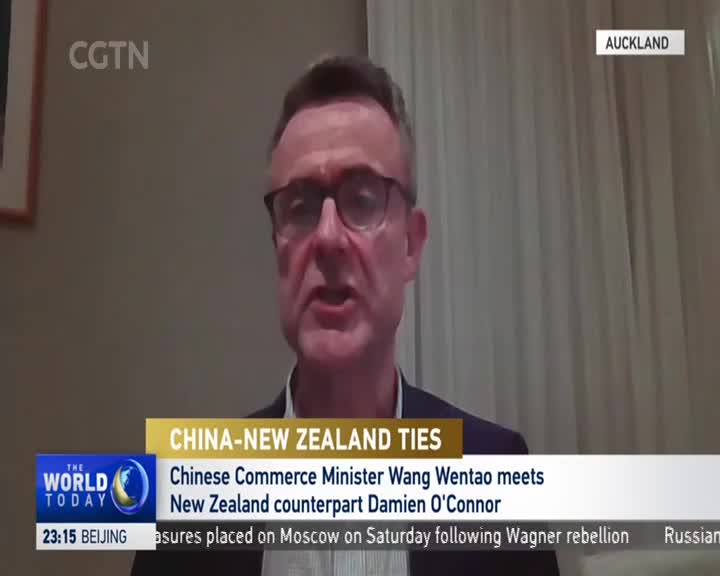 CGTN
AUCKLAND
CHINA-NEW ZEALAND TIES
THE
WORLD
TODAY
Chinese Commerce Minister Wang Wentao meets
New Zealand counterpart Damien O'Connor
23:15 BEIJING
asures placed on Moscow on Saturday following Wagner rebellion Russian